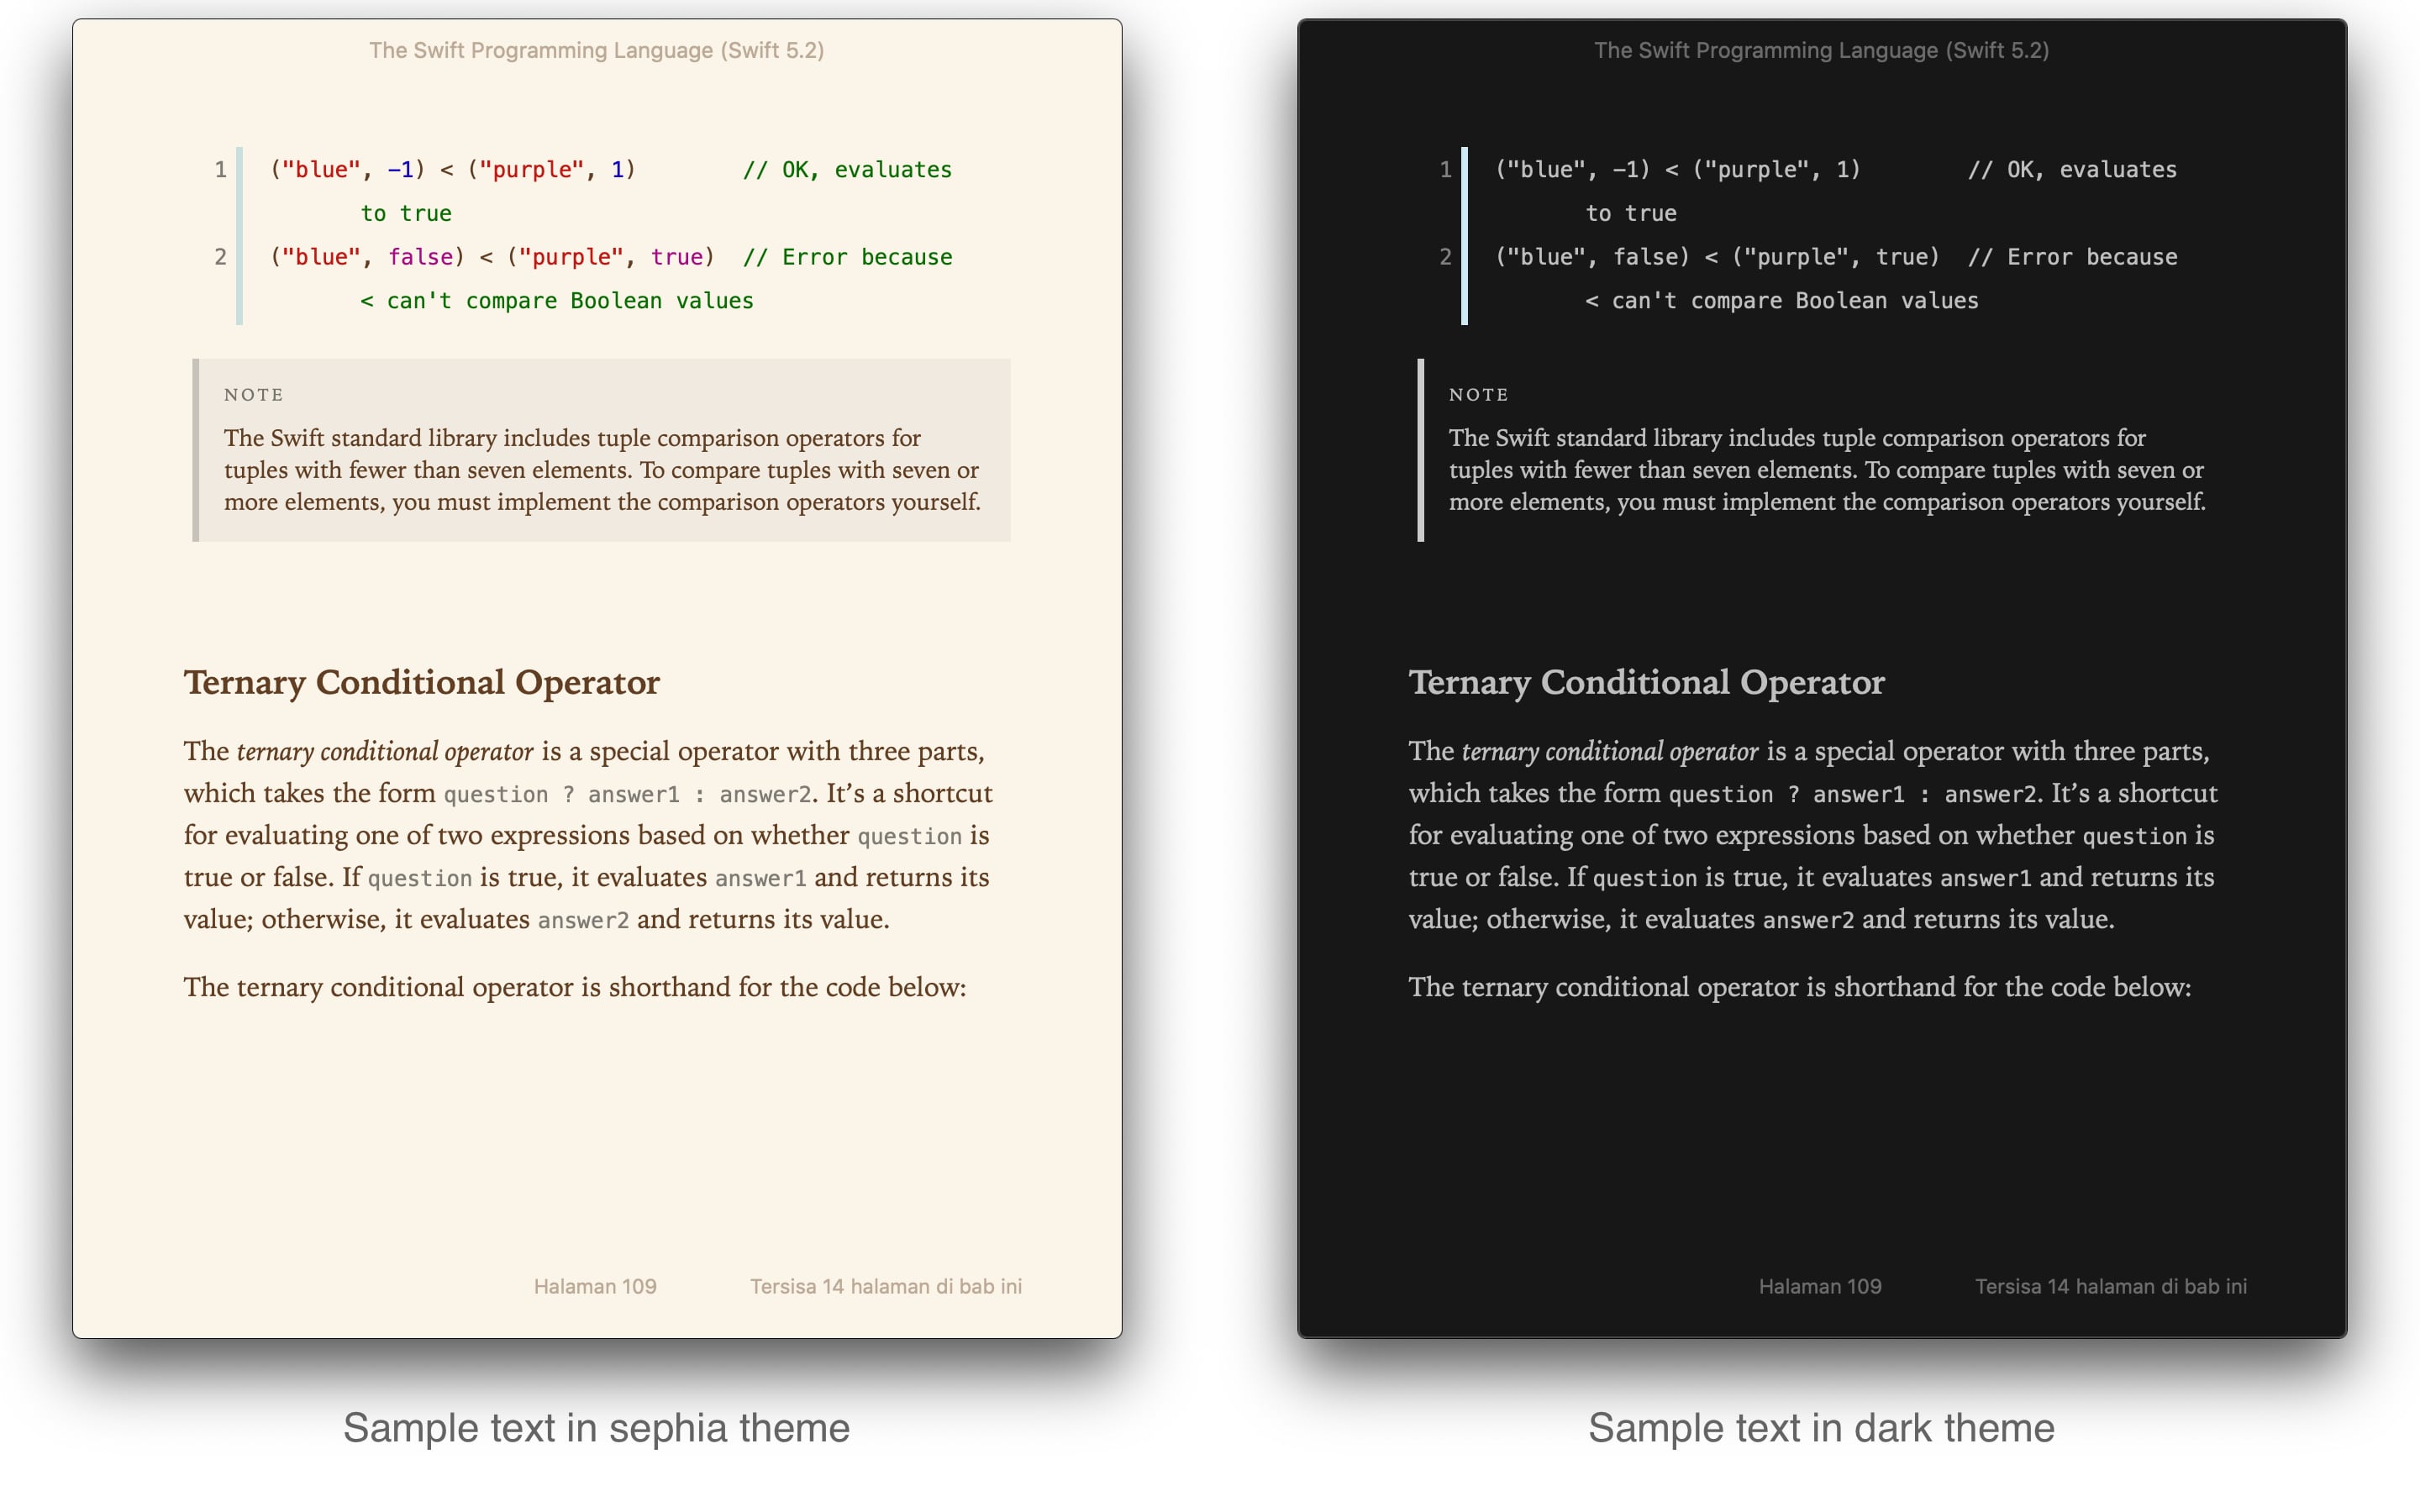 The Swift Programming Language (Swift 5.2)
1 ("blue", −1) < ("purple", 1) // OK, evaluates
to true
2 ("blue", false) < ("purple", true) // Error because
< can't compare Boolean values
NOTE
The Swift standard library includes tuple comparison operators for
tuples with fewer than seven elements. To compare tuples with seven or
more elements, you must implement the comparison operators yourself.
Ternary Conditional Operator
The ternary conditional operator is a special operator with three parts,
which takes the form question ? answer1 : answer2. It’s a shortcut
for evaluating one of two expressions based on whether question is
true or false. If question is true, it evaluates answer1 and returns its
value; otherwise, it evaluates answer2 and returns its value.
The ternary conditional operator is shorthand for the code below:
Halaman 109 Tersisa 14 halaman di bab ini
Sample text in sephia theme
The Swift Programming Language (Swift 5.2)
1 ("blue", −1) < ("purple", 1) // OK, evaluates
to true
2 ("blue", false) < ("purple", true) // Error because
< can't compare Boolean values
NOTE
The Swift standard library includes tuple comparison operators for
tuples with fewer than seven elements. To compare tuples with seven or
more elements, you must implement the comparison operators yourself.
Ternary Conditional Operator
The ternary conditional operator is a special operator with three parts,
which takes the form question ? answer1 : answer2. It’s a shortcut
for evaluating one of two expressions based on whether question is
true or false. If question is true, it evaluates answer1 and returns its
value; otherwise, it evaluates answer2 and returns its value.
The ternary conditional operator is shorthand for the code below:
Halaman 109 Tersisa 14 halaman di bab ini
Sample text in dark theme